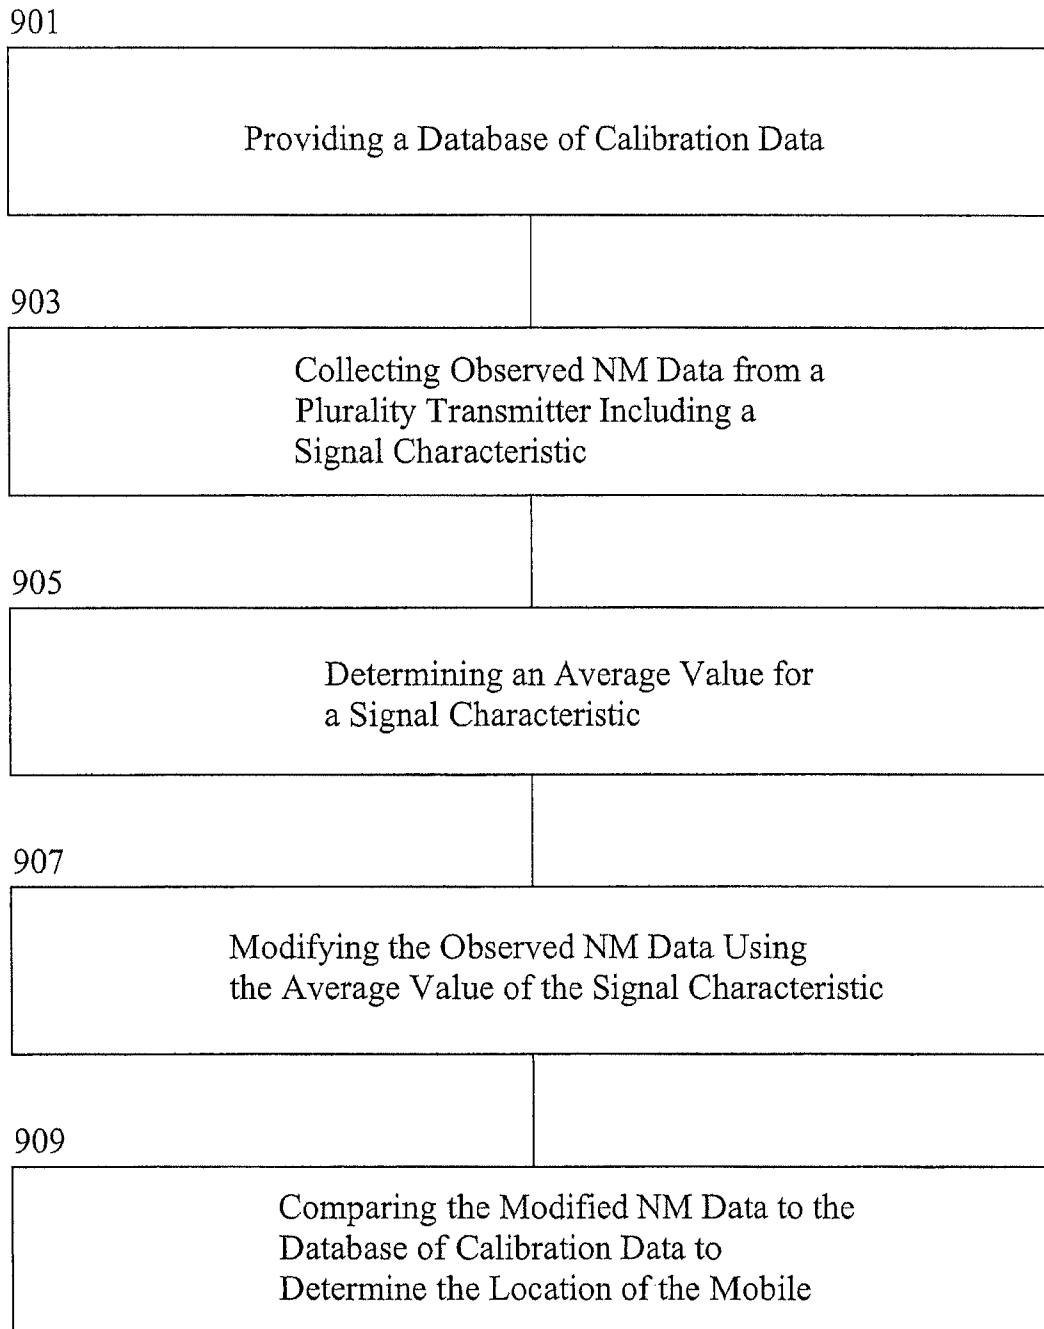 901
Providing a Database of Calibration Data
903
Collecting Observed NM Data from a
Plurality Transmitter Including a
Signal Characteristic
905
Determining an Average Value for
a Signal Characteristic
907
Modifying the Observed NM Data Using
the Average Value of the Signal Characteristic
909
Comparing the Modified NM Data to the
Database of Calibration Data to
Determine the Location of the Mobile